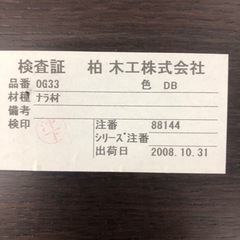 検査証 柏木工株式会社
品番 OG33 色 DB
材種 ナラ材
備考
検印 注番 88144
シリーズ注番
出荷日 2008.10.31